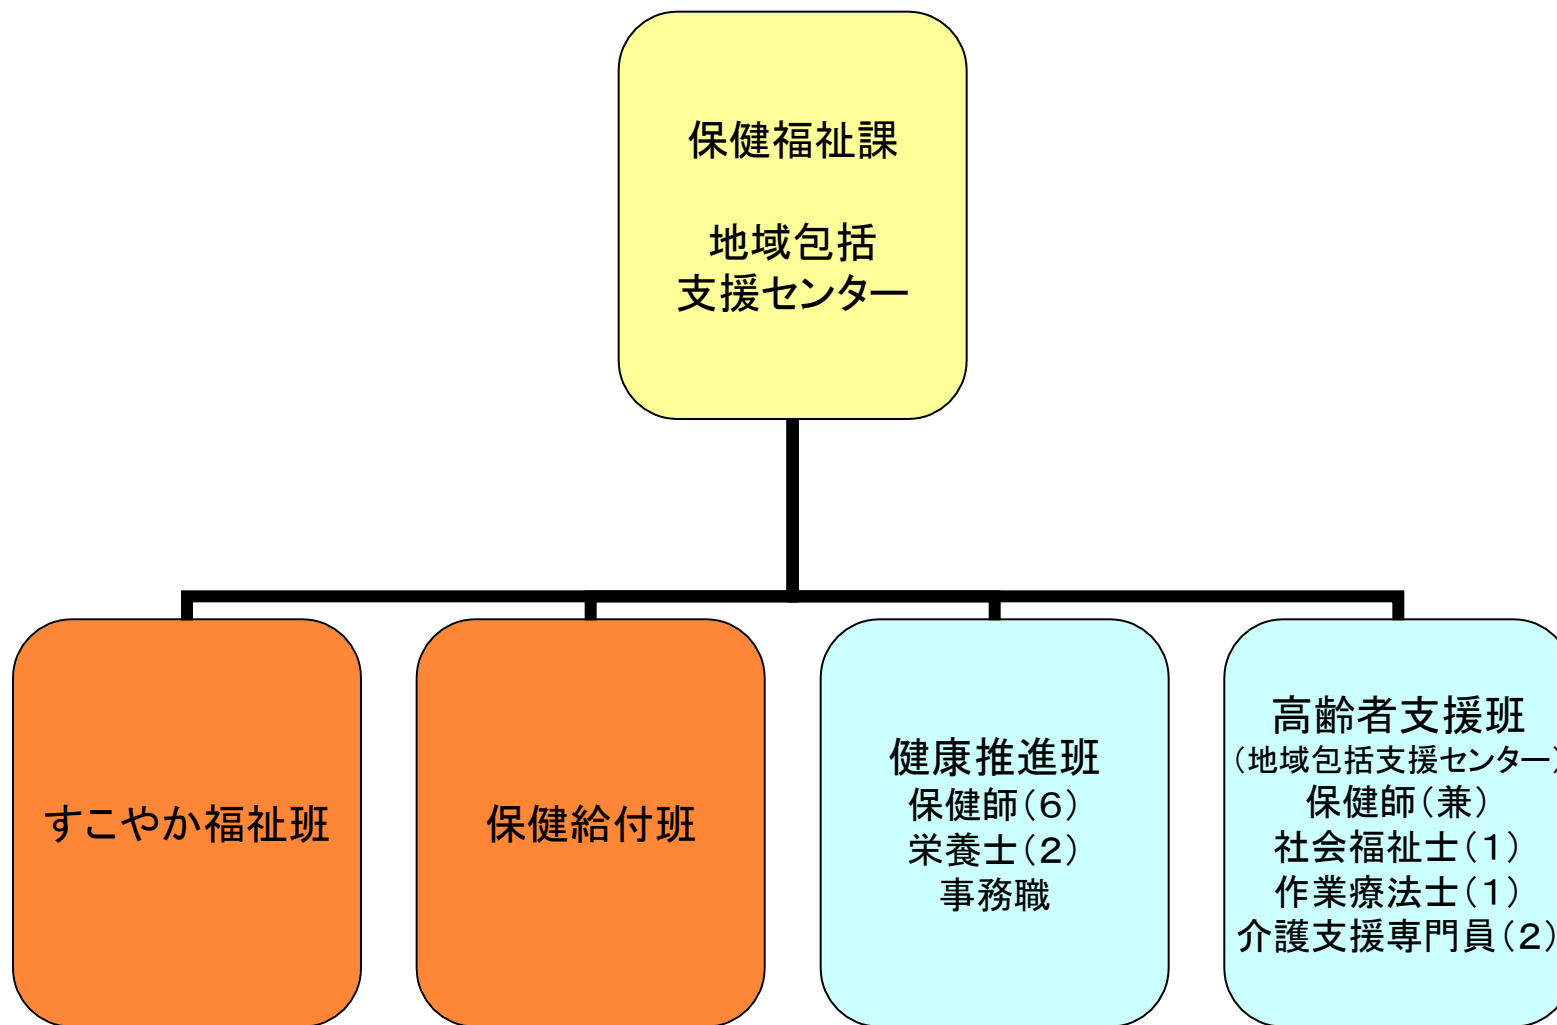 保健福祉課
地域包括
支援センター
すこやか福祉班
保健給付班
健康推進班
保健師(６)
栄養士(２)
事務職
高齢者支援班
(地域包括支援センター)
保健師(兼)
社会福祉士(１)
作業療法士(１)
介護支援専門員(２)